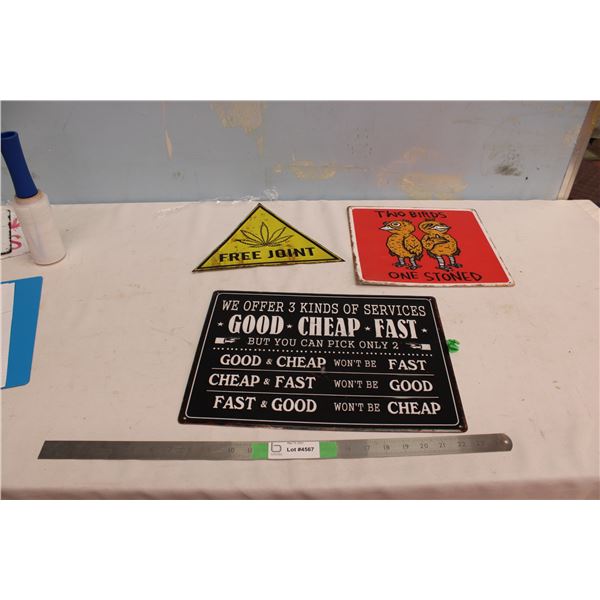 FREE JOINT
TWO BIRDS
ONE STONED
WE OFFER 3 KINDS OF SERVICES
GOOD ★ CHEAP ★ FAST
BUT YOU CAN PICK ONLY 2
GOOD & CHEAP WON'T BE FAST
CHEAP & FAST WON'T BE GOOD
FAST & GOOD WON'T BE CHEAP
Lot #4567